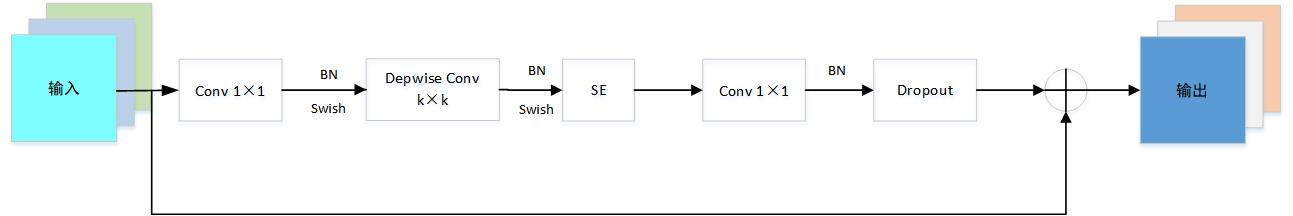 输入
Conv 1×1
BN
Swish
Depwise Conv
k×k
BN
Swish
SE
Conv 1×1
BN
Dropout
输出